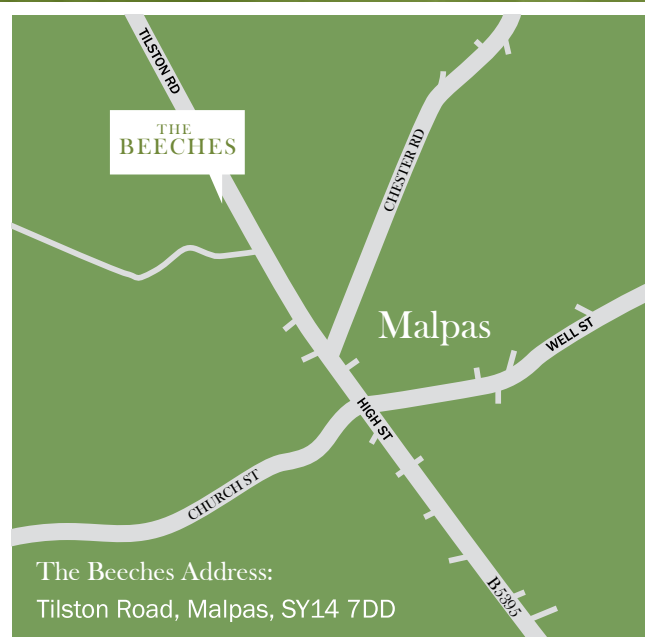 TILSTON RD
THE
BEECHES
CHESTER RD
Malpas
WELL ST
HIGH ST
CHURCH ST
B5395
The Beeches Address:
Tilston Road, Malpas, SY14 7DD